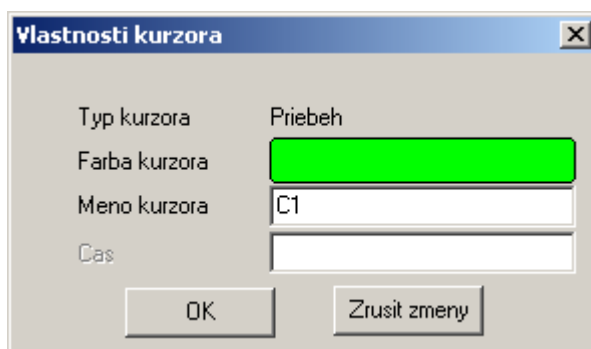 Vlastnosti kurzora
Typ kurzora Priebeh
Farba kurzora
Meno kurzora C1
Cas
OK Zrusit zmeny